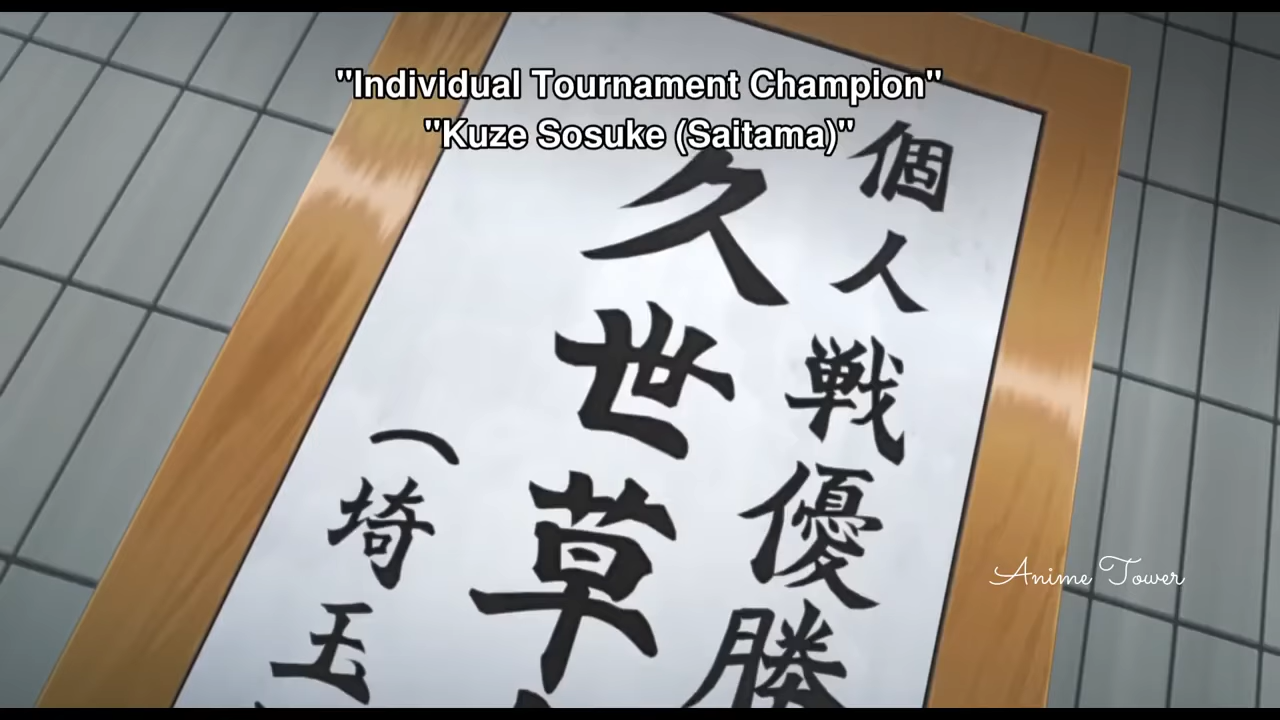 "Individual Tournament Champion"
"Kuze Sosuke (Saitama)"
個人戦優勝
久世草
（埼玉
Anime Tower